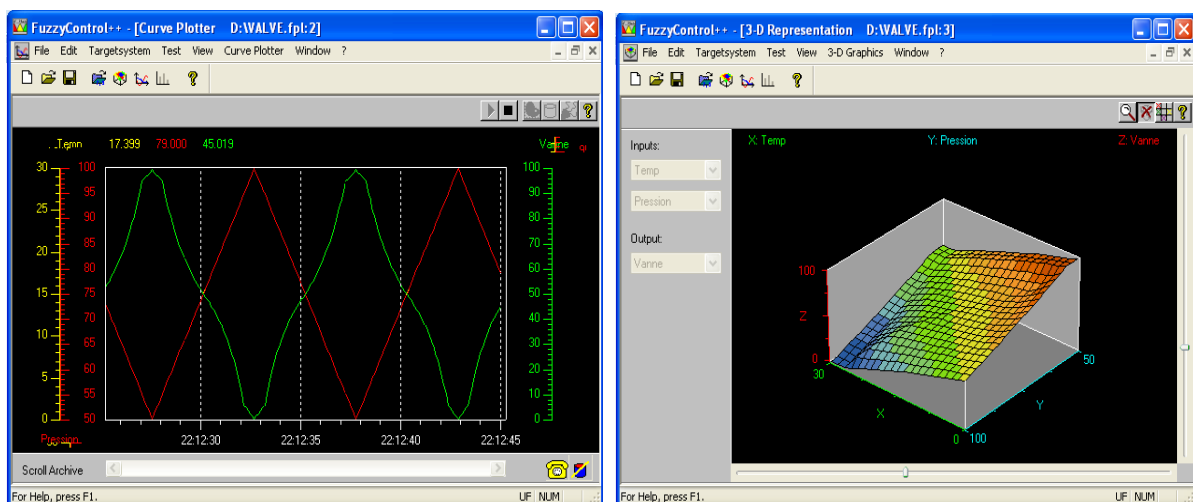 FuzzyControl++ - [Curve Plotter    D:WALVE.fpl:2]
File Edit Targetsystem Test View Curve Plotter Window ?
17.399 79.000 45.019
Vanne
30 100 100
95 90
25 90 80
85
20 80 70
60
75
15 50
70
40
10 65
30
60
5 20
55 10
0 50 0
Pression
22:12:30 22:12:35 22:12:40 22:12:45
Scroll Archive
For Help, press F1.
UF NUM
FuzzyControl++ - [3-D Representation    D:WALVE.fpl:3]
File Edit Targetsystem Test View 3-D Graphics Window ?
Inputs:
Temp
Pression
Output:
Vanne
X: Temp Y: Pression Z: Vanne
100
Z
0
30
X
0
100
Y
50
For Help, press F1.
UF NUM